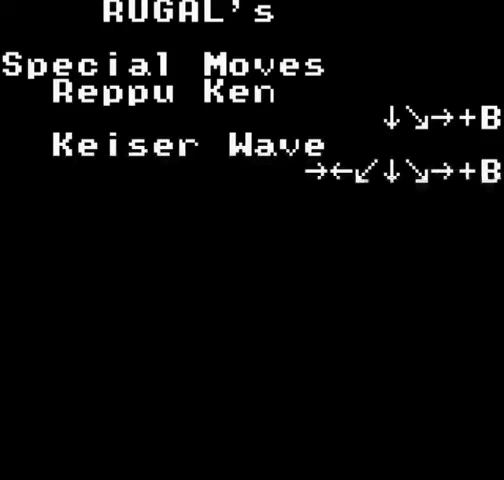 RUGAL's
Special Moves
Reppu Ken
↓↘→+B
Keiser Wave
→←↙↓↘→+B